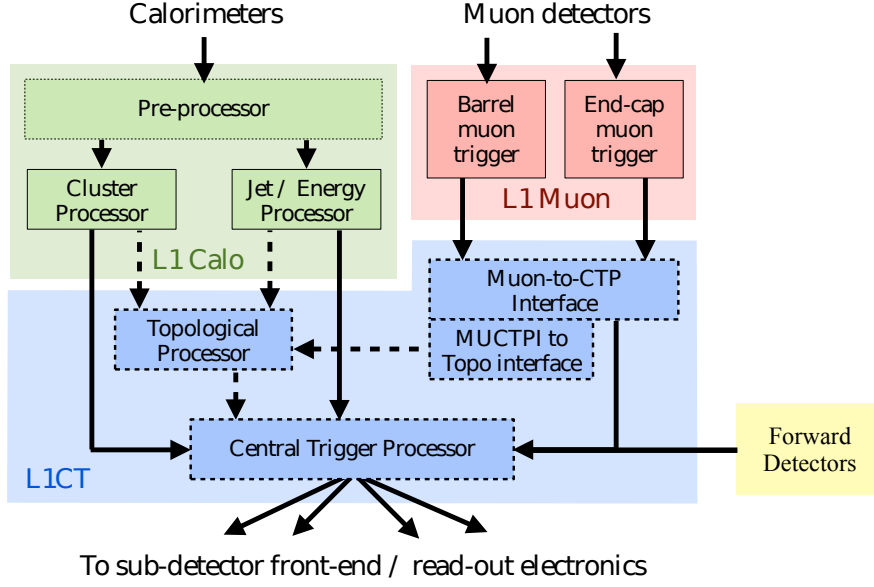 Calorimeters
Muon detectors
Pre-processor
Barrel
muon
trigger
End-cap
muon
trigger
Cluster
Processor
Jet / Energy
Processor
L1 Muon
L1 Calo
Muon-to-CTP
Interface
Topological
Processor
MUCTPI to
Topo interface
Central Trigger Processor
Forward
Detectors
L1CT
To sub-detector front-end / read-out electronics